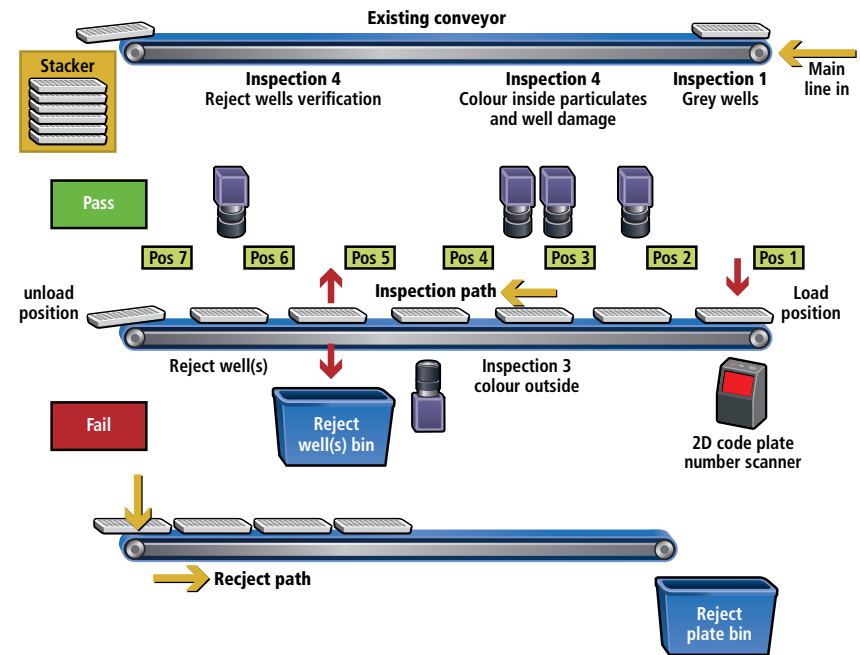 Existing conveyor
Stacker
Main
line in
Inspection 4
Reject wells verification
Inspection 4
Colour inside particulates
and well damage
Inspection 1
Grey wells
Pass
Pos 7
Pos 6
Pos 5
Pos 4
Pos 3
Pos 2
Pos 1
unload
position
Inspection path
Load
position
Reject well(s)
Inspection 3
colour outside
Fail
Reject
well(s) bin
2D code plate
number scanner
Recject path
Reject
plate bin